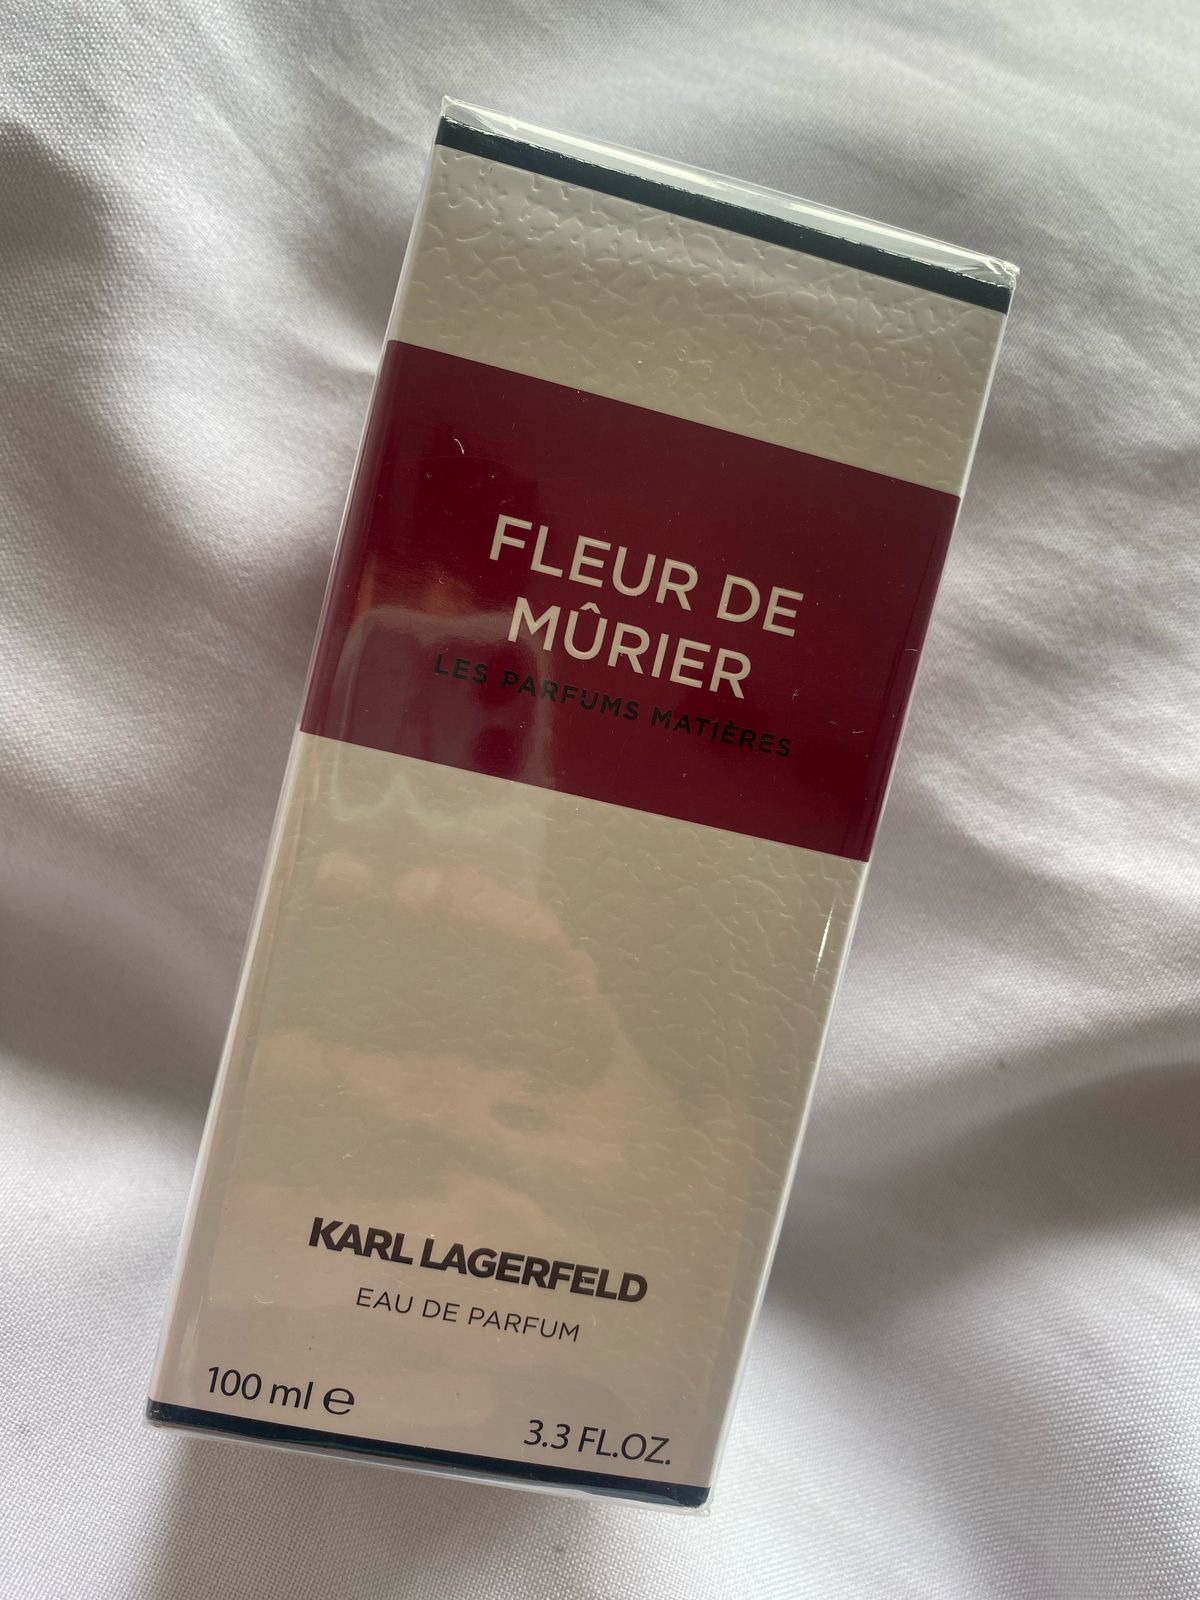 FLEUR DE
MÛRIER
LES PARFUMS MATIÈRES
KARL LAGERFELD
EAU DE PARFUM
100 ml ℮
3.3 FL.OZ.